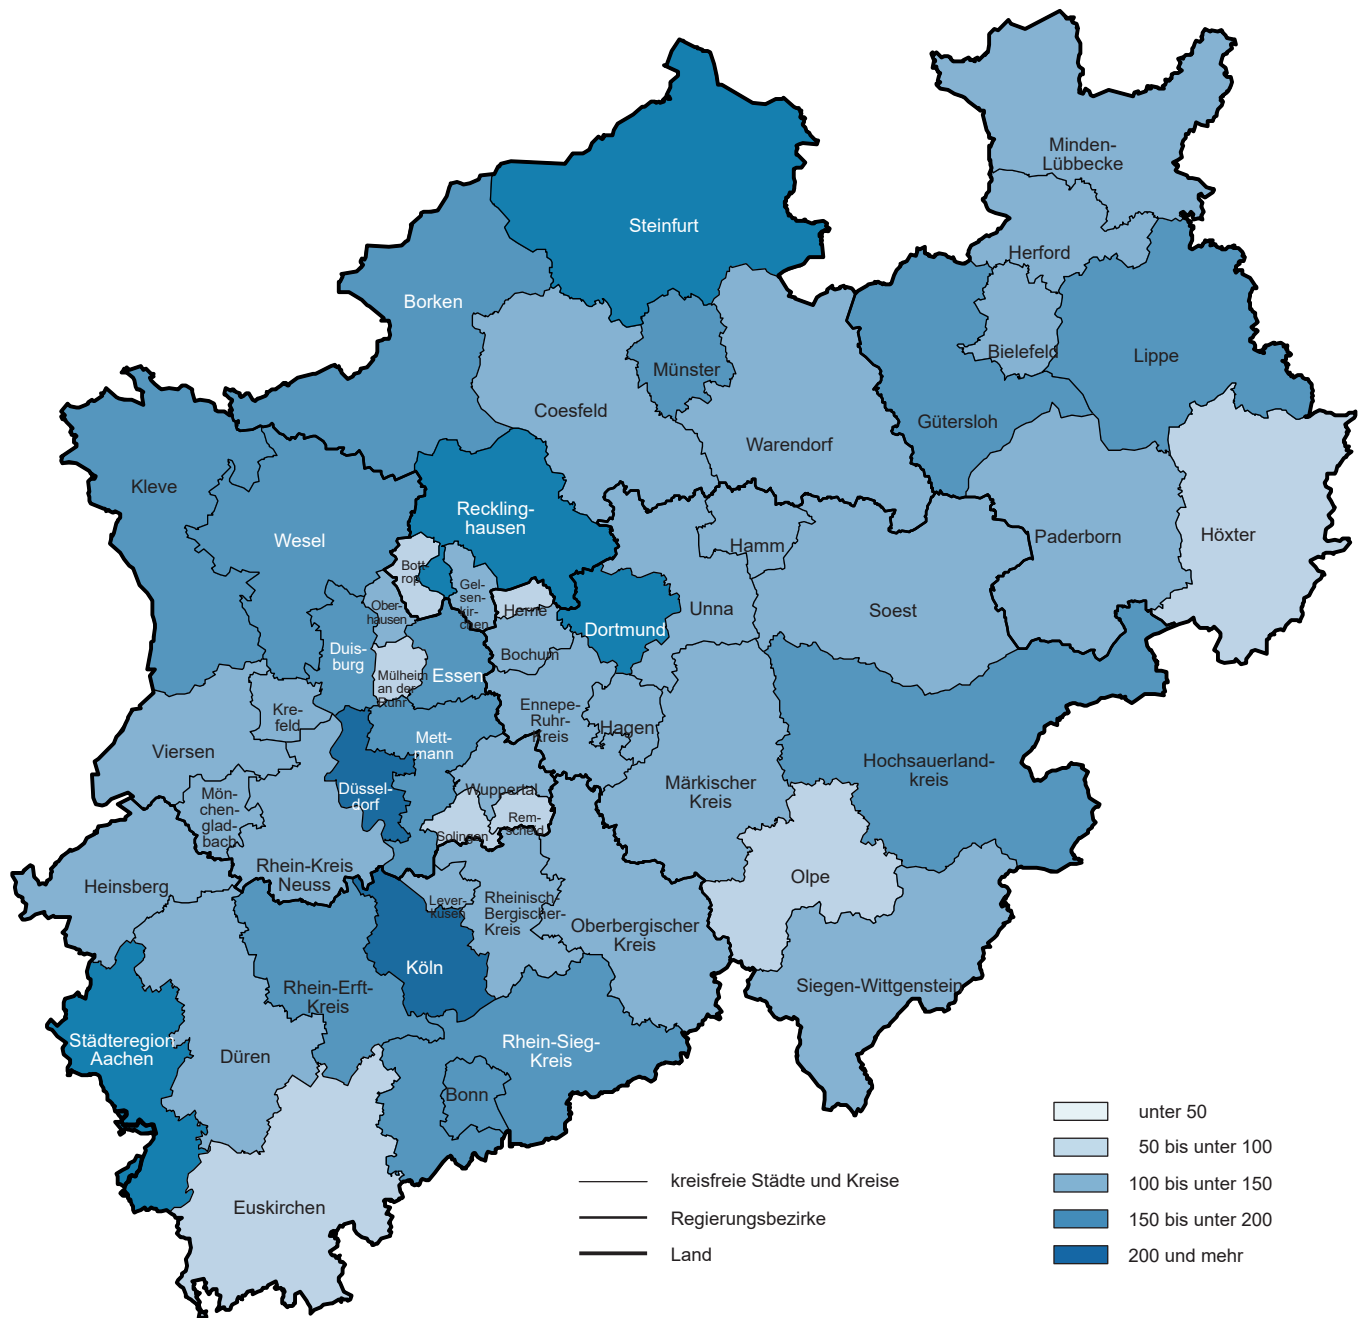 Minden-
Lübbecke
Steinfurt
Herford
Borken
Bielefeld
Lippe
Münster
Coesfeld
Gütersloh
Warendorf
Kleve
Reckling-
hausen
Wesel
Paderborn
Höxter
Hamm
Bott-
rop
Gel-
sen-
kir-
chen
Ober-
hausen
Herne
Unna
Soest
Dortmund
Duis-
burg
Bochum
Essen
Mülheim
an der
Ruhr
Kre-
feld
Ennepe-
Ruhr-
Kreis
Hagen
Viersen
Mett-
mann
Hochsauerland-
kreis
Märkischer
Kreis
Düssel-
dorf
Wuppertal
Mön-
chen-
glad-
bach
Rem-
scheid
Solingen
Rhein-Kreis
Neuss
Heinsberg
Olpe
Lever-
kusen
Rheinisch-
Bergischer-
Kreis
Oberbergischer
Kreis
Köln
Siegen-Wittgenstein
Rhein-Erft-
Kreis
Städteregion
Aachen
Düren
Rhein-Sieg-
Kreis
Bonn
Euskirchen
kreisfreie Städte und Kreise
Regierungsbezirke
Land
unter 50
50 bis unter 100
100 bis unter 150
150 bis unter 200
200 und mehr